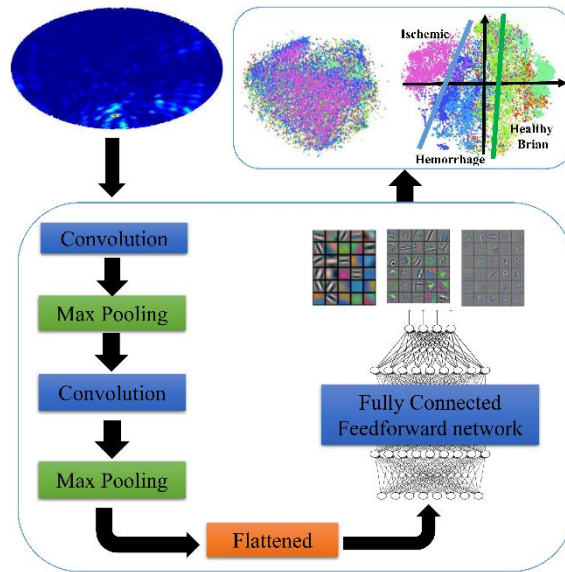 Ischemic
Healthy
Brian
Hemorrhage
Convolution
Max Pooling
Convolution
Max Pooling
Flattened
Fully Connected
Feedforward network